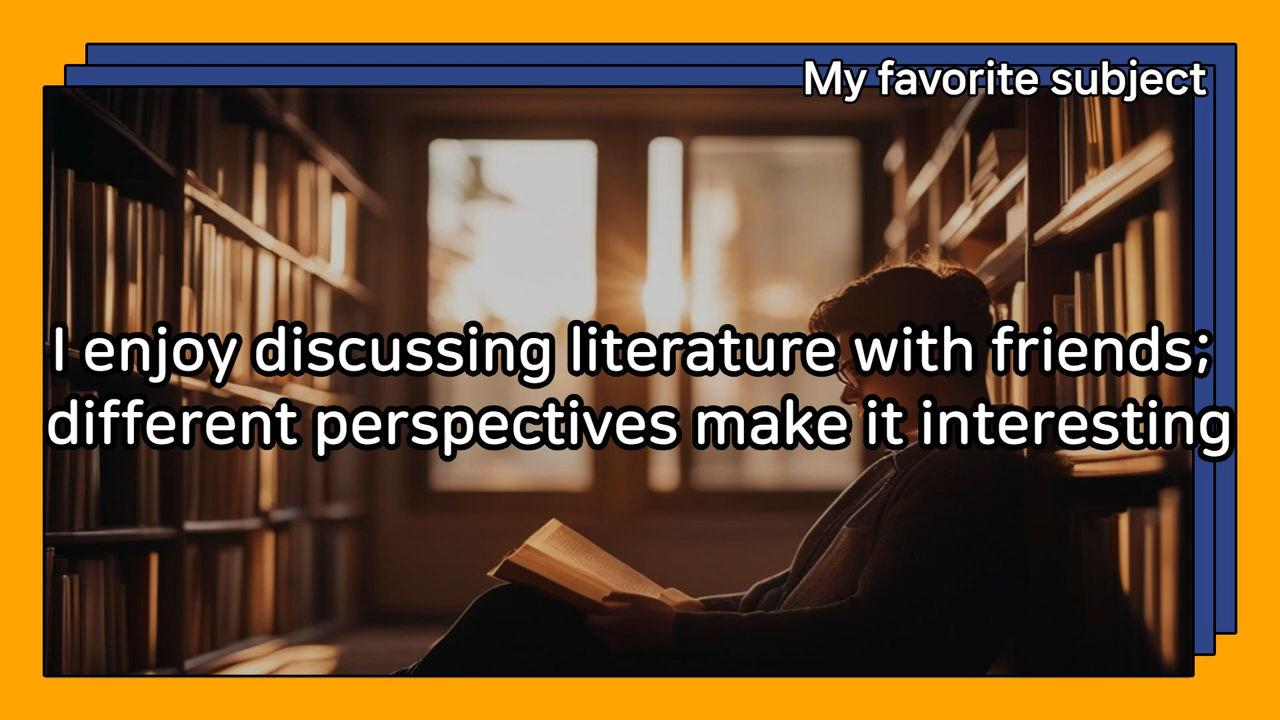 My favorite subject
I enjoy discussing literature with friends;
different perspectives make it interesting